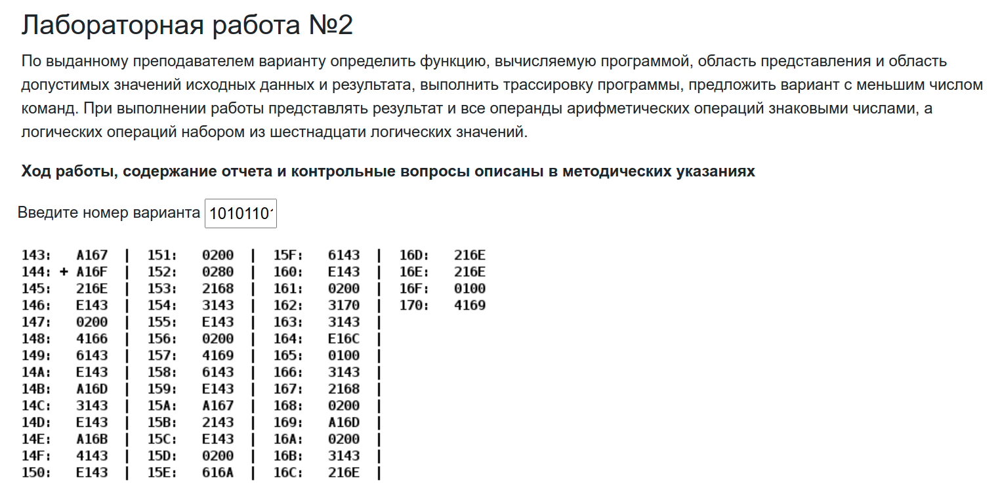 Лабораторная работа №2
По выданному преподавателем варианту определить функцию, вычисляемую программой, область представления и область
допустимых значений исходных данных и результата, выполнить трассировку программы, предложить вариант с меньшим числом
команд. При выполнении работы представлять результат и все операнды арифметических операций знаковыми числами, а
логических операций набором из шестнадцати логических значений.
Ход работы, содержание отчета и контрольные вопросы описаны в методических указаниях
Введите номер варианта 1010110
143: A167 | 151: 0200 | 15F: 6143 | 16D: 216E
144: + A16F | 152: 0280 | 160: E143 | 16E: 216E
145: 216E | 153: 2168 | 161: 0200 | 16F: 0100
146: E143 | 154: 3143 | 162: 3170 | 170: 4169
147: 0200 | 155: E143 | 163: 3143 |
148: 4166 | 156: 0200 | 164: E16C |
149: 6143 | 157: 4169 | 165: 0100 |
14A: E143 | 158: 6143 | 166: 3143 |
14B: A16D | 159: E143 | 167: 2168 |
14C: 3143 | 15A: A167 | 168: 0200 |
14D: E143 | 15B: 2143 | 169: A16D |
14E: A16B | 15C: E143 | 16A: 0200 |
14F: 4143 | 15D: 0200 | 16B: 3143 |
150: E143 | 15E: 616A | 16C: 216E |